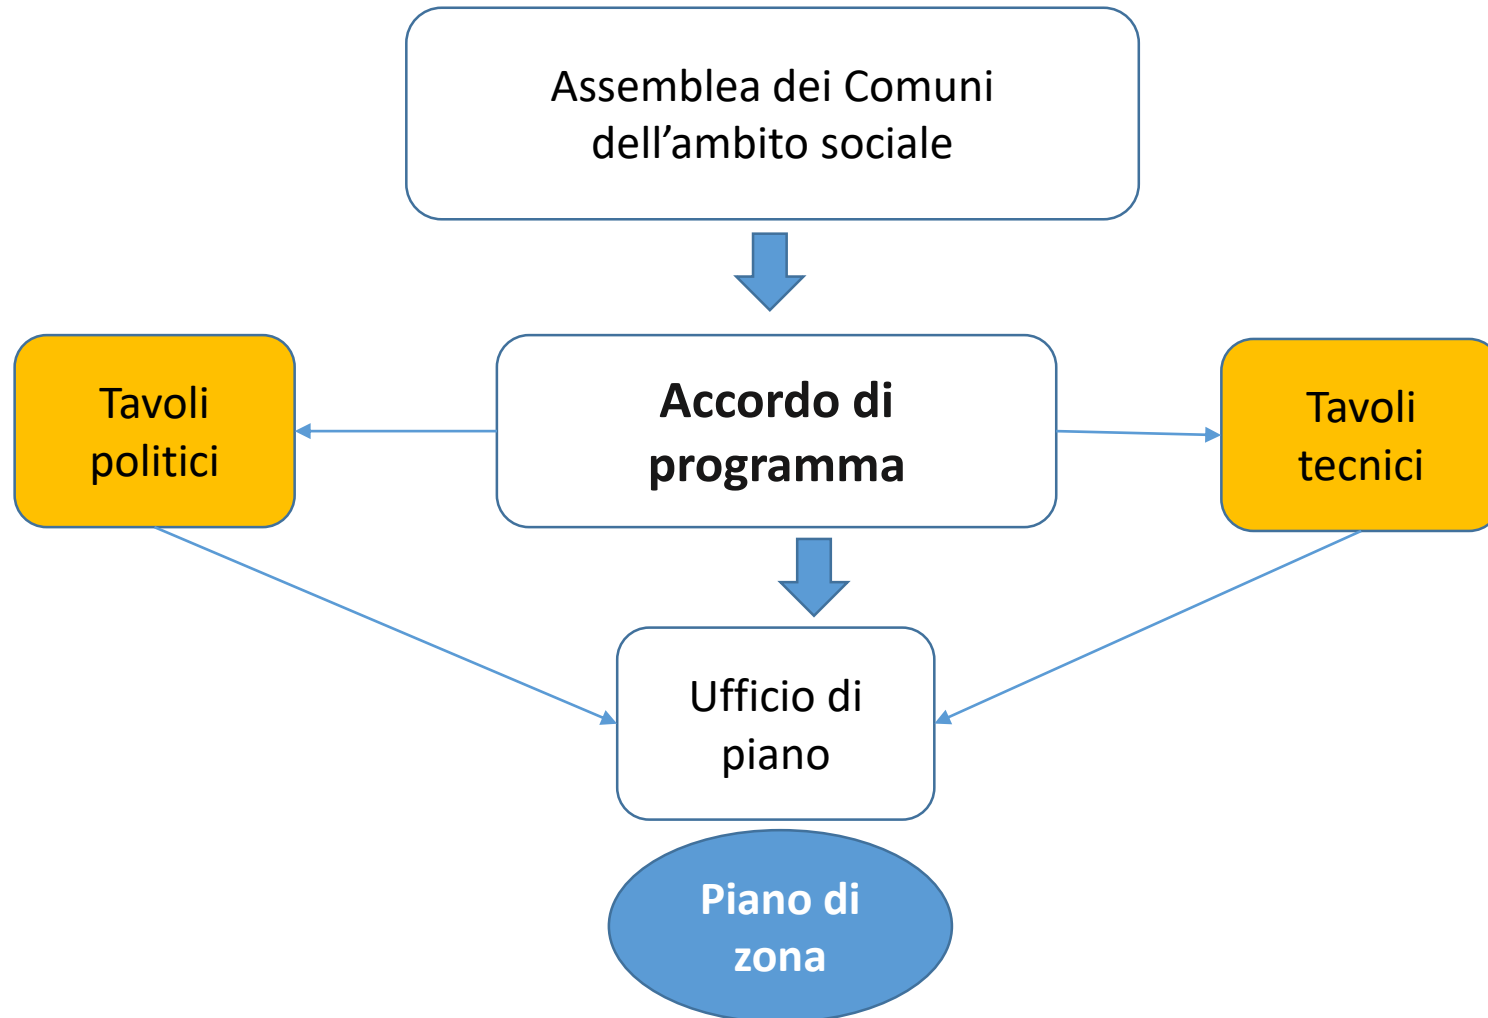 Assemblea dei Comuni
dell’ambito sociale
Tavoli
politici
Accordo di
programma
Tavoli
tecnici
Ufficio di
piano
Piano di
zona